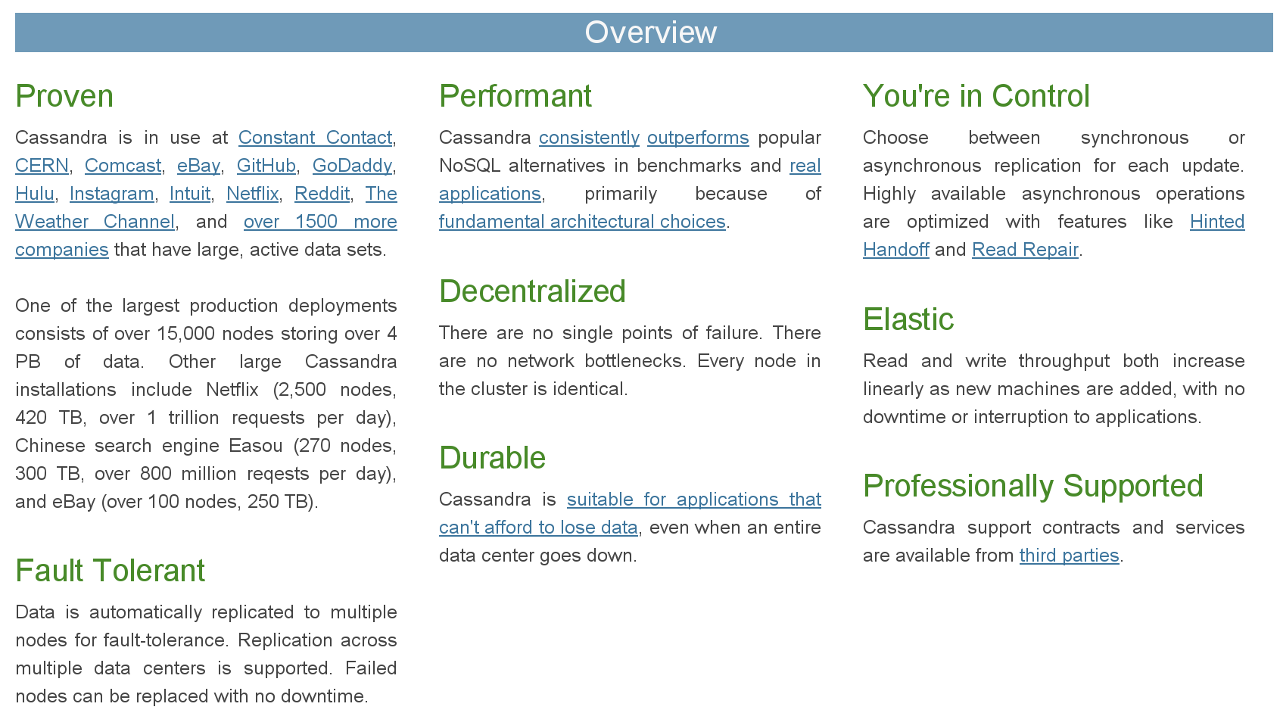 Overview
Proven
Cassandra is in use at Constant Contact,
CERN, Comcast, eBay, GitHub, GoDaddy,
Hulu, Instagram, Intuit, Netflix, Reddit, The
Weather Channel, and over 1500 more
companies that have large, active data sets.
One of the largest production deployments
consists of over 15,000 nodes storing over 4
PB of data. Other large Cassandra
installations include Netflix (2,500 nodes,
420 TB, over 1 trillion requests per day),
Chinese search engine Easou (270 nodes,
300 TB, over 800 million reqests per day),
and eBay (over 100 nodes, 250 TB).
Fault Tolerant
Data is automatically replicated to multiple
nodes for fault-tolerance. Replication across
multiple data centers is supported. Failed
nodes can be replaced with no downtime.
Performant
Cassandra consistently outperforms popular
NoSQL alternatives in benchmarks and real
applications, primarily because of
fundamental architectural choices.
Decentralized
There are no single points of failure. There
are no network bottlenecks. Every node in
the cluster is identical.
Durable
Cassandra is suitable for applications that
can't afford to lose data, even when an entire
data center goes down.
You're in Control
Choose between synchronous or
asynchronous replication for each update.
Highly available asynchronous operations
are optimized with features like Hinted
Handoff and Read Repair.
Elastic
Read and write throughput both increase
linearly as new machines are added, with no
downtime or interruption to applications.
Professionally Supported
Cassandra support contracts and services
are available from third parties.